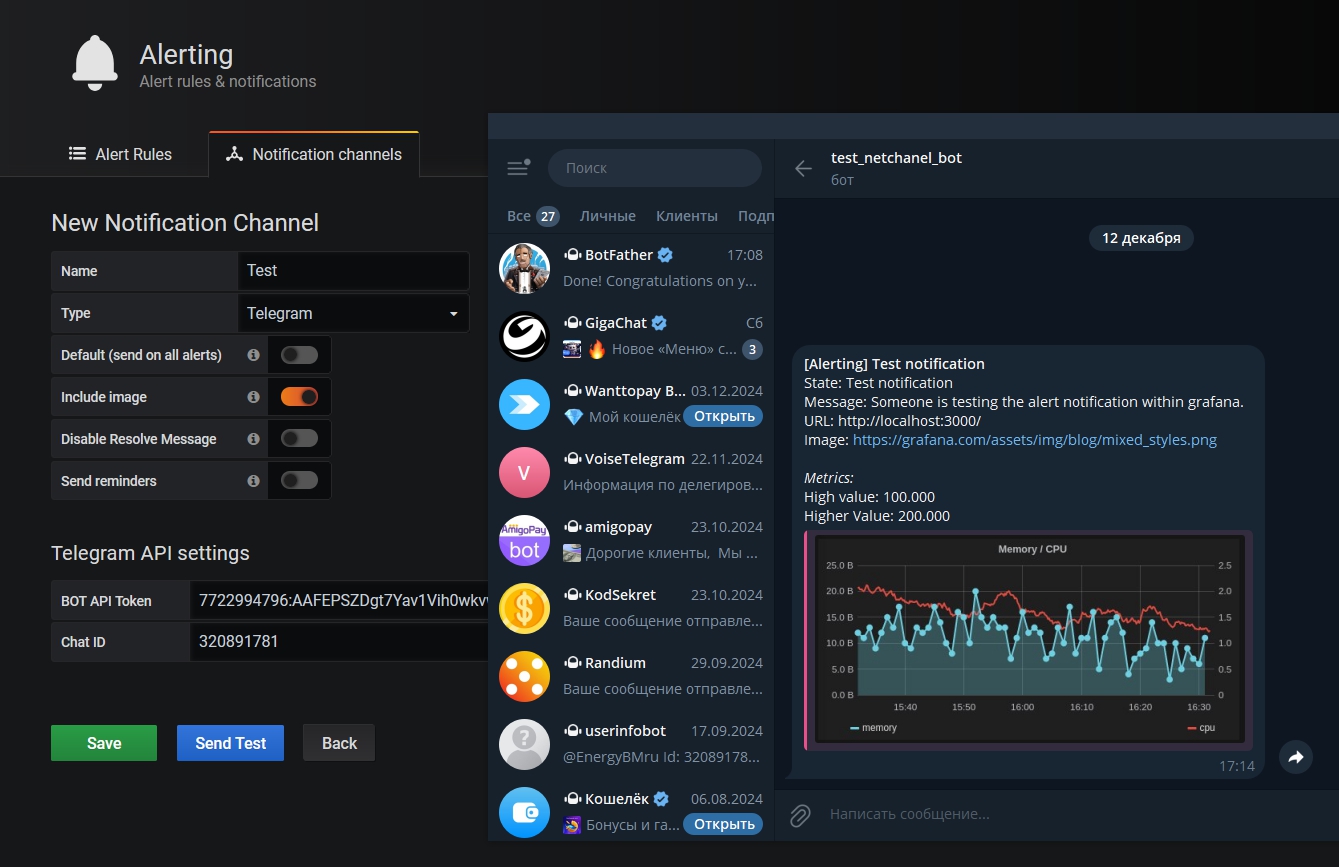 Alerting
Alert rules & notifications
Alert Rules
Notification channels
New Notification Channel
Name
Test
Type
Telegram
Default (send on all alerts)
Include image
Disable Resolve Message
Send reminders
Telegram API settings
BOT API Token
7722994796:AAFEPSZDgt7Yav1Vih0wkv
Chat ID
320891781
Save
Send Test
Back
Поиск
Все 27
Личные
Клиенты
Подп
BotFather 17:08
Done! Congratulations on y...
GigaChat Сб
Новое «Меню» с... 3
Wanttopay B... 03.12.2024
Мой кошелёк Открыть
V
VoiseTelegram 22.11.2024
Информация по делегиров...
AmigoPay
bot
amigopay 23.10.2024
Дорогие клиенты, Мы ...
KodSekret 23.10.2024
Ваше сообщение отправле...
Randium 29.09.2024
Ваше сообщение отправле...
userinfobot 17.09.2024
@EnergyBMru Id: 32089178...
Кошелёк 06.08.2024
Бонусы и га... Открыть
test_netchanel_bot
бот
12 декабря
[Alerting] Test notification
State: Test notification
Message: Someone is testing the alert notification within grafana.
URL: http://localhost:3000/
Image: https://grafana.com/assets/img/blog/mixed_styles.png
Metrics:
High value: 100.000
Higher Value: 200.000
Memory / CPU
25.0 B 2.5
20.0 B 2.0
15.0 B 1.5
10.0 B 1.0
5.0 B 0.5
0.0 B 0
15:40 15:50 16:00 16:10 16:20 16:30
memory cpu
17:14
Написать сообщение...